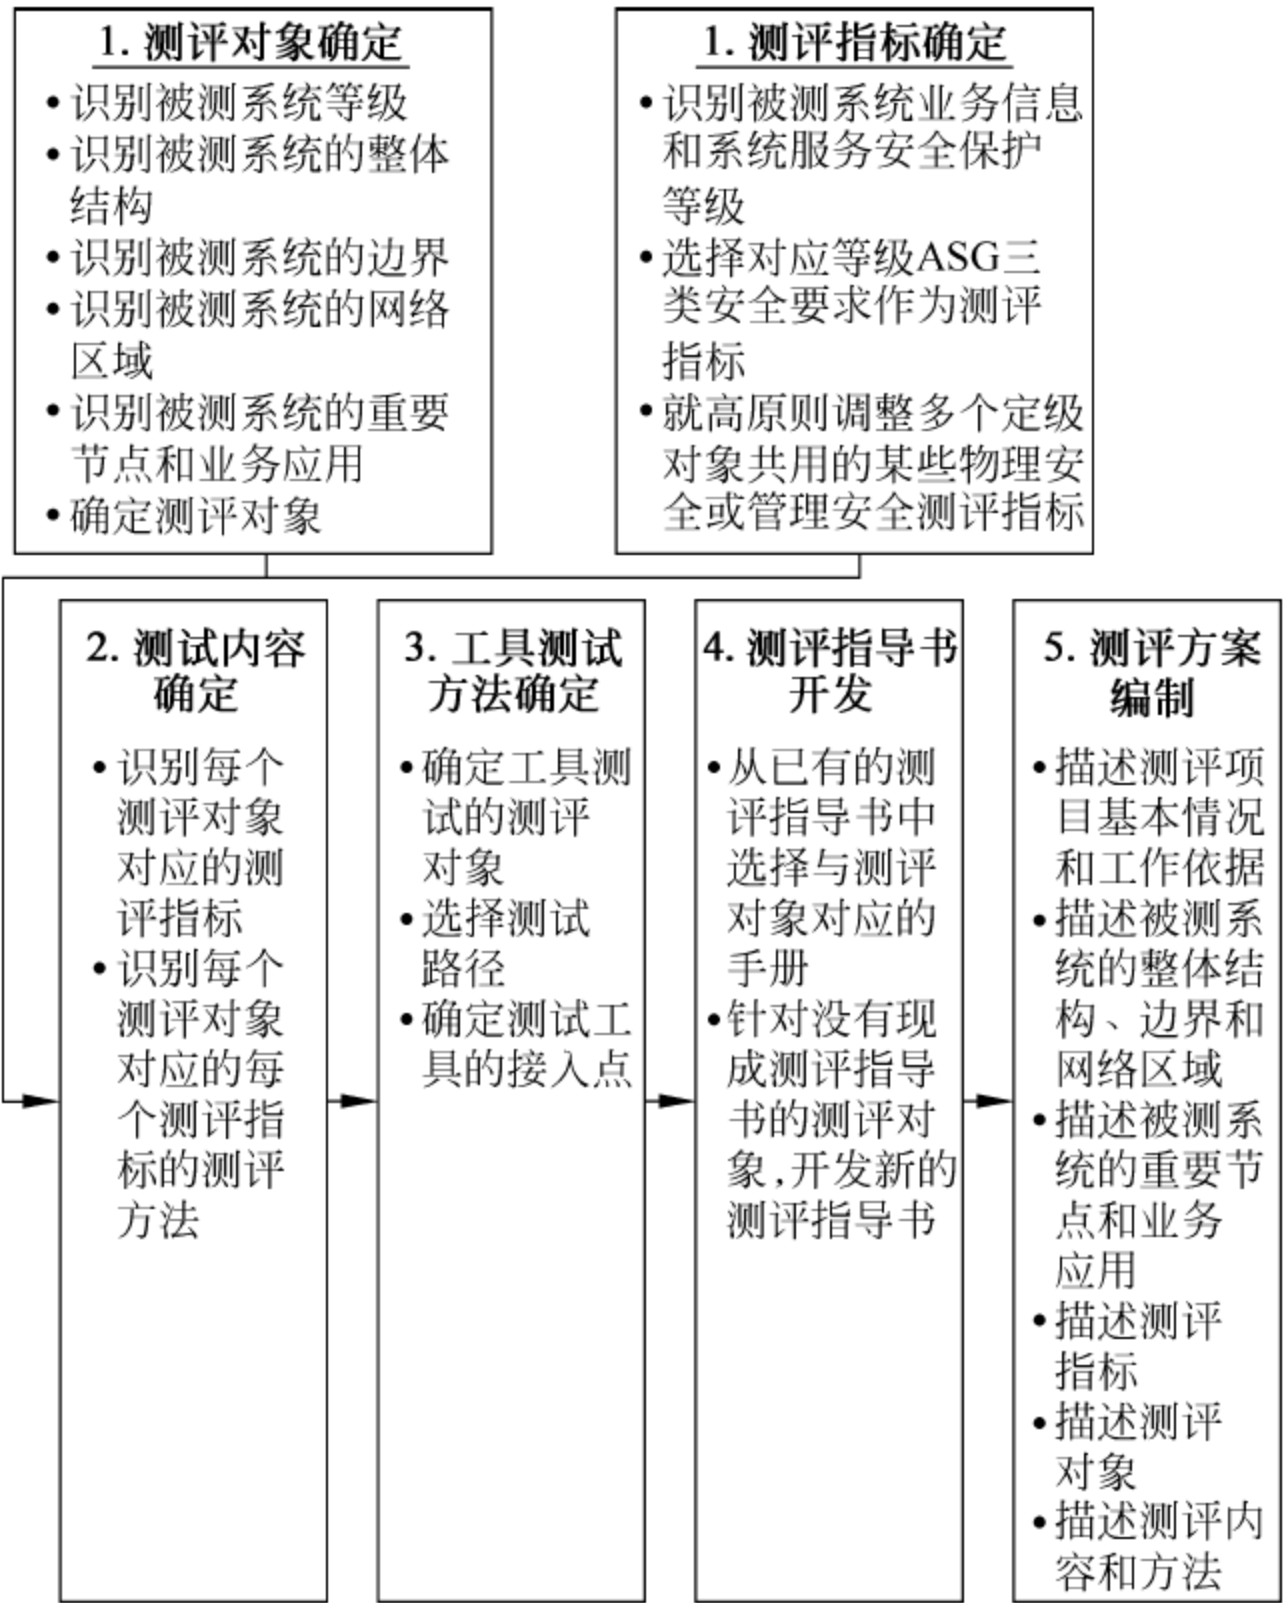 1. 测评对象确定
•识别被测系统等级
•识别被测系统的整体
结构
•识别被测系统的边界
•识别被测系统的网络
区域
•识别被测系统的重要
节点和业务应用
•确定测评对象
1. 测评指标确定
•识别被测系统业务信息
和系统服务安全保护
等级
•选择对应等级ASG三
类安全要求作为测评
指标
•就高原则调整多个定级
对象共用的某些物理安
全或管理安全测评指标
2. 测试内容
确定
•识别每个
测评对象
对应的测
评指标
•识别每个
测评对象
对应的每
个测评指
标的测评
方法
3. 工具测试
方法确定
•确定工具测
试的测评
对象
•选择测试
路径
•确定测试工
具的接入点
4. 测评指导书
开发
•从已有的测
评指导书中
选择与测评
对象对应的
手册
•针对没有现
成测评指导
书的测评对
象,开发新的
测评指导书
5. 测评方案
编制
•描述测评项
目基本情况
和工作依据
•描述被测系
统的整体结
构、边界和
网络区域
•描述被测系
统的重要节
点和业务
应用
•描述测评
指标
•描述测评
对象
•描述测评内
容和方法